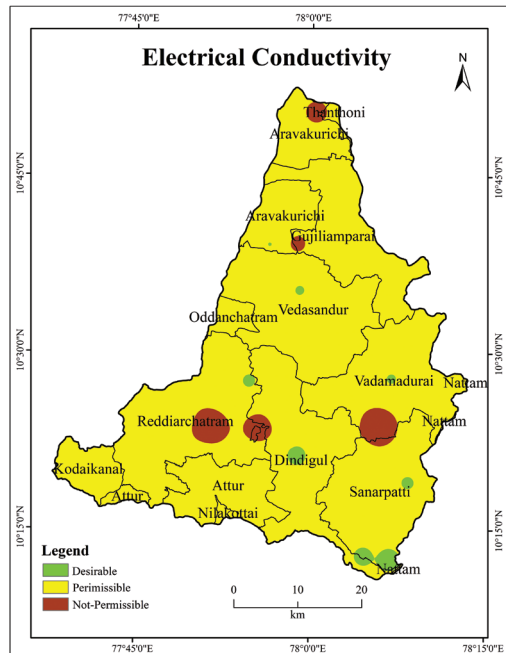 77°45'0"E
78°0'0"E
Electrical Conductivity
N
Thanthoni
Aravakurichi
10°45'0"N
10°45'0"N
Aravakurichi
Gujiliamparai
Vedasandur
Oddanchatram
10°30'0"N
10°30'0"N
Vadamadurai
Nattam
Reddiarchatram
Nattam
Dindigul
Kodaikanal
Attur
Sanarpatti
Attur
Nilakottai
10°15'0"N
10°15'0"N
Legend
Desirable
Perimissible
Not-Permissible
Nattam
0 10 20
km
77°45'0"E
78°0'0"E
78°15'0"E